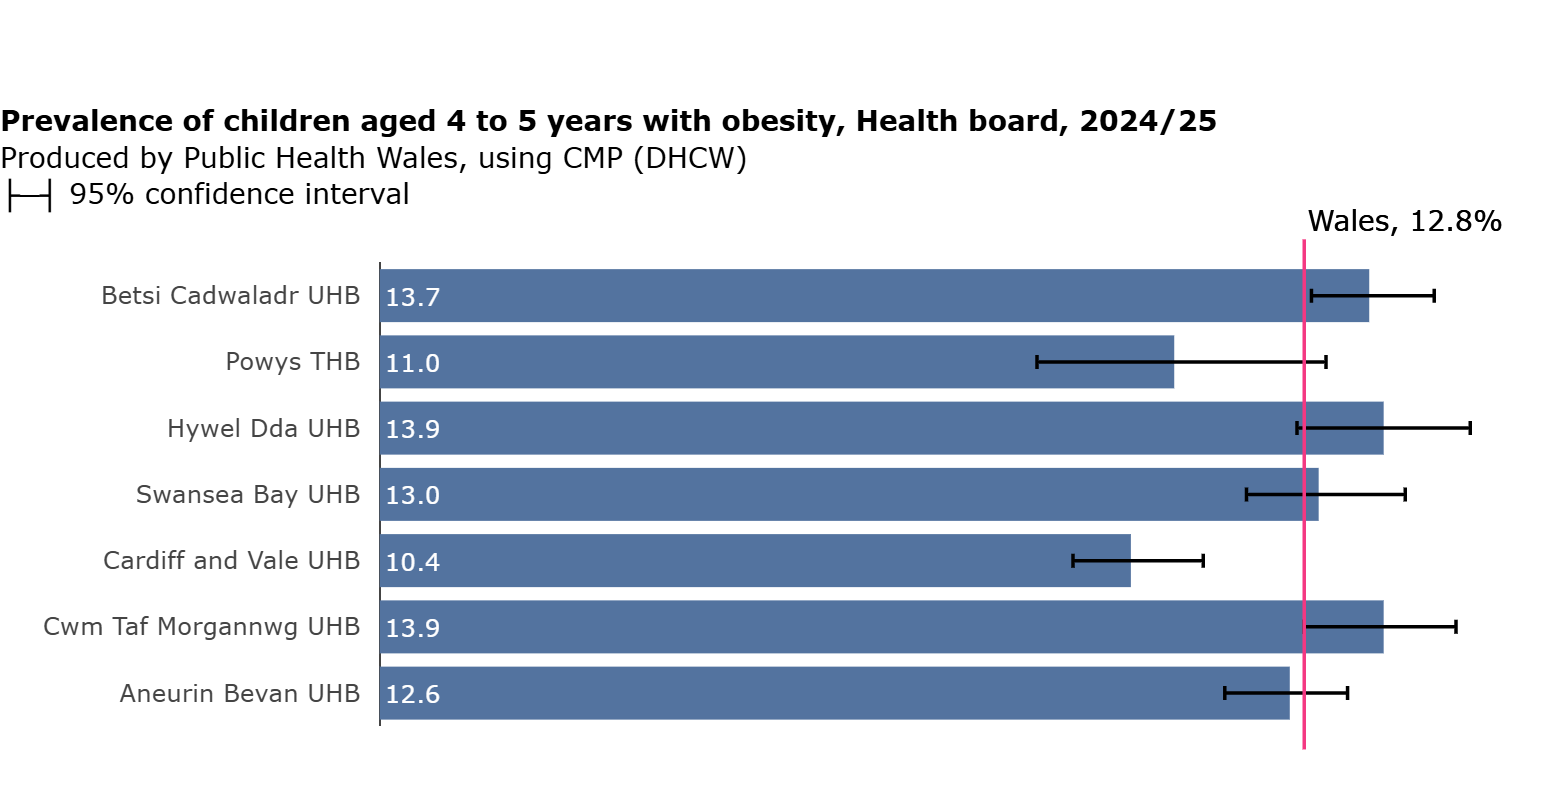 Prevalence of children aged 4 to 5 years with obesity, Health board, 2024/25
Produced by Public Health Wales, using CMP (DHCW)
95% confidence interval
Wales, 12.8%
Betsi Cadwaladr UHB 13.7
Powys THB 11.0
Hywel Dda UHB 13.9
Swansea Bay UHB 13.0
Cardiff and Vale UHB 10.4
Cwm Taf Morgannwg UHB 13.9
Aneurin Bevan UHB 12.6